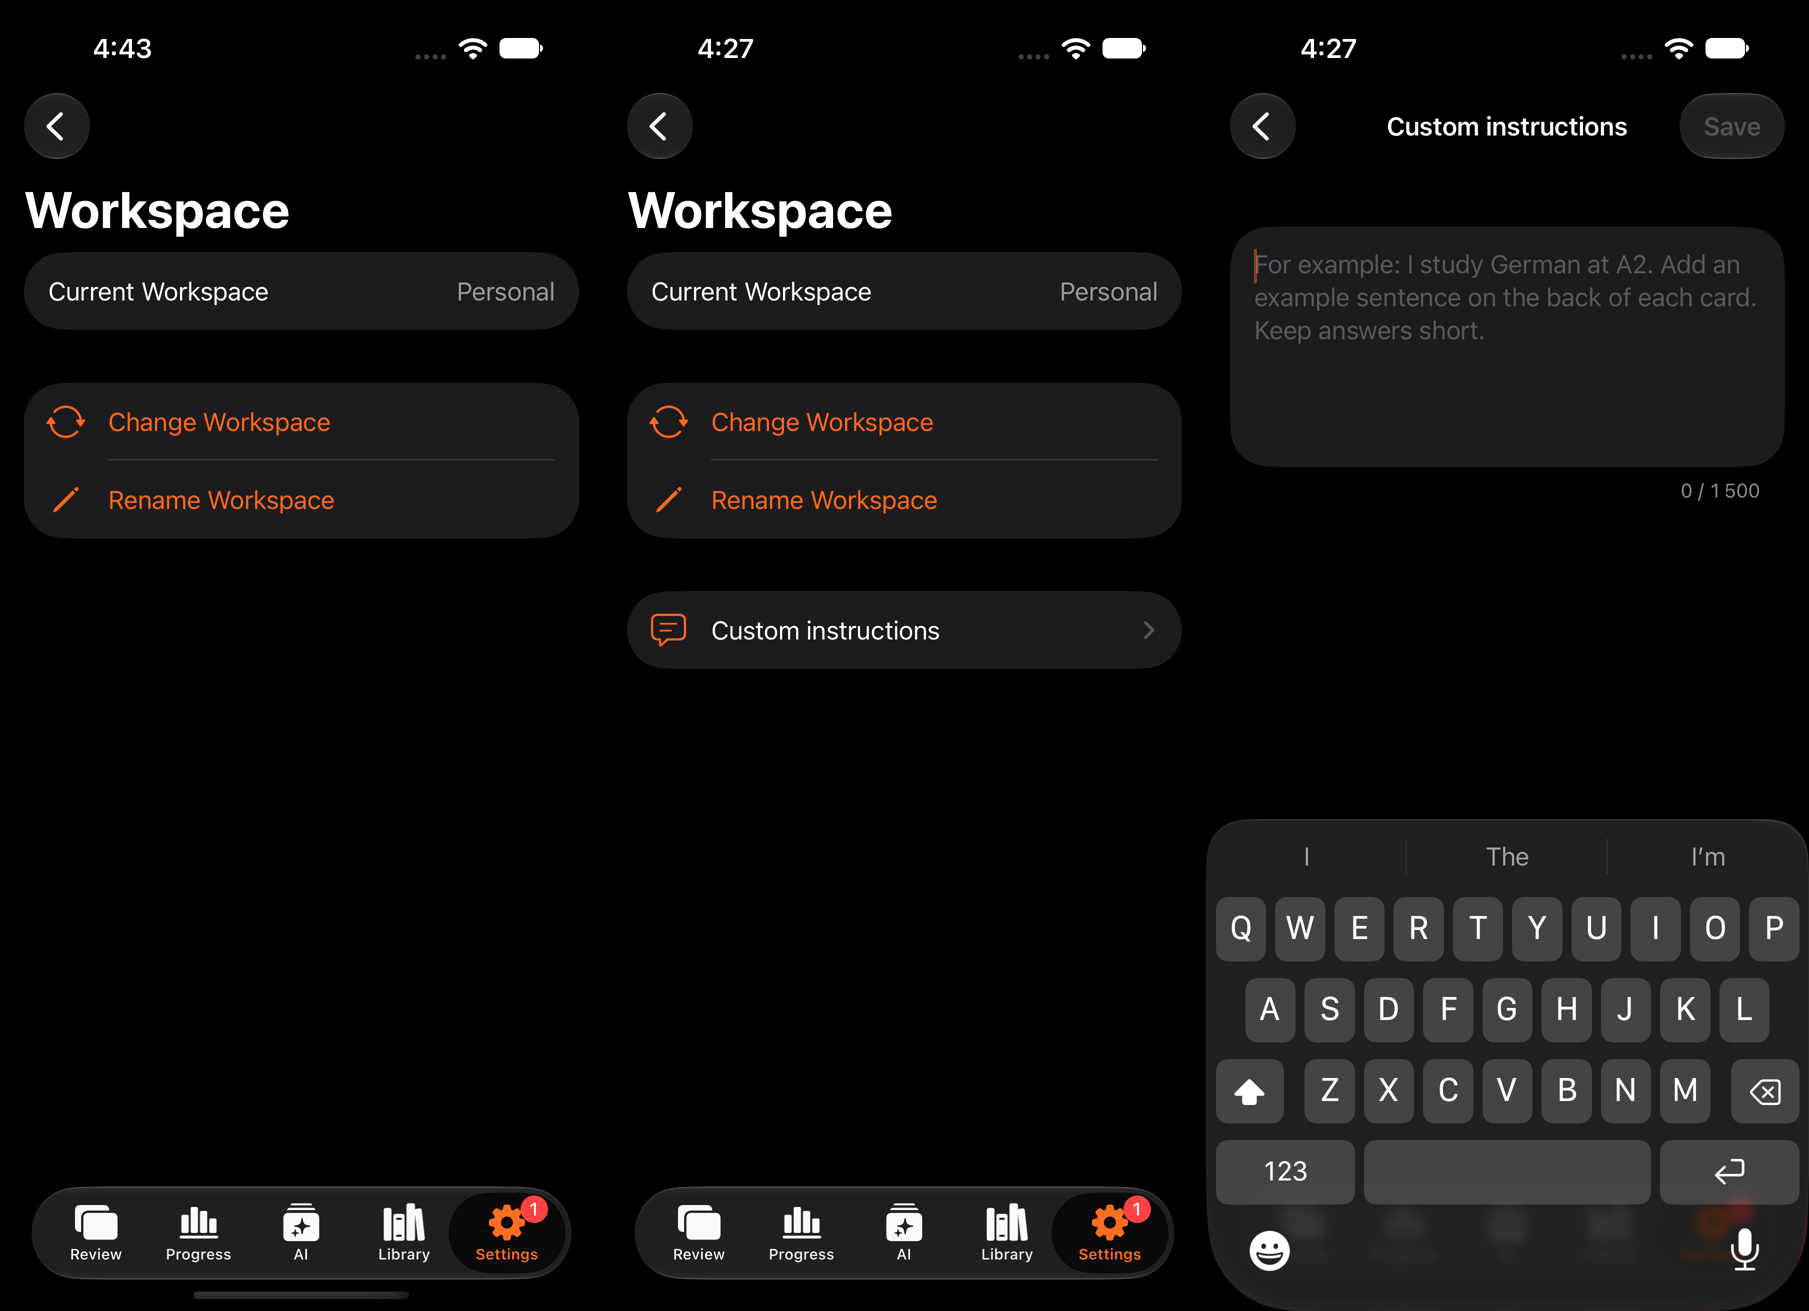 4:43
Workspace
Current Workspace Personal
Change Workspace
Rename Workspace
Review Progress AI Library Settings 1
4:27
Workspace
Current Workspace Personal
Change Workspace
Rename Workspace
Custom instructions
Review Progress AI Library Settings 1
4:27
Custom instructions Save
For example: I study German at A2. Add an
example sentence on the back of each card.
Keep answers short.
0 / 1 500
I The I’m
Q W E R T Y U I O P
A S D F G H J K L
Z X C V B N M
123